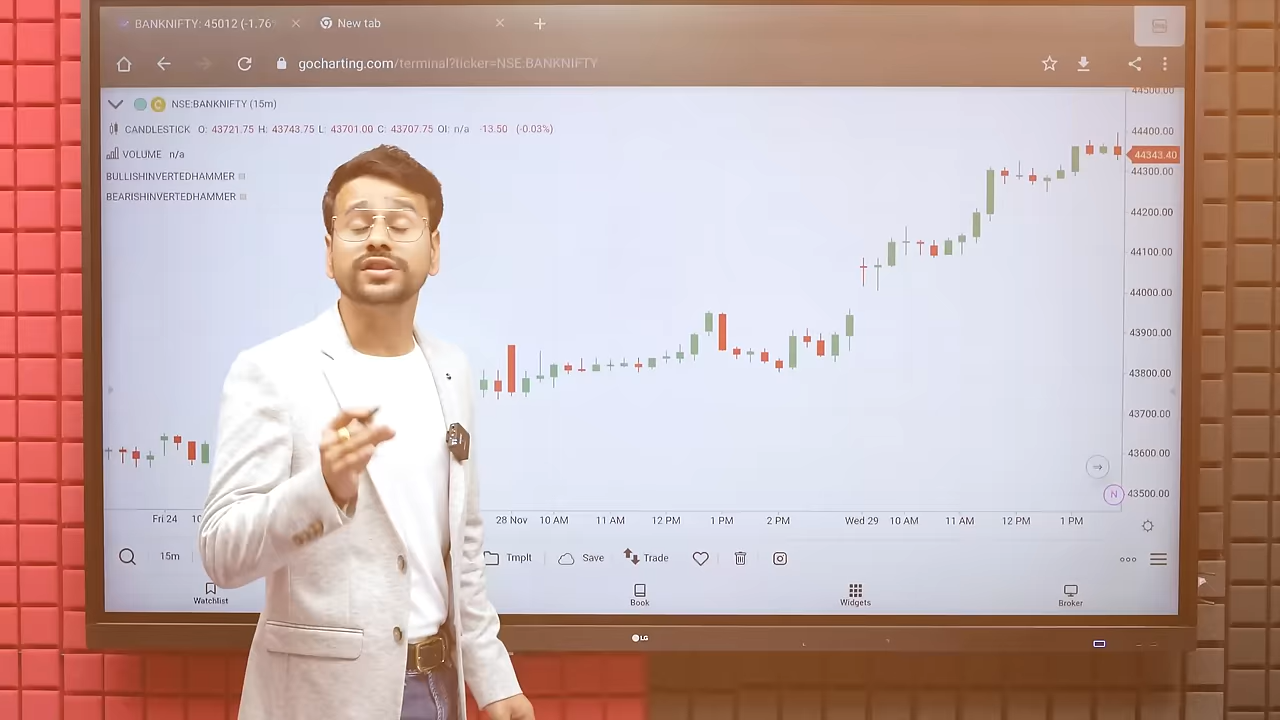 BANKNIFTY: 45012 (-1.76
New tab
gocharting.com/terminal?ticker=NSE:BANKNIFTY
NSE:BANKNIFTY (15m)
CANDLESTICK O: 43721.75 H: 43743.75 L: 43701.00 C: 43707.75 OI: n/a -13.50 (-0.03%)
VOLUME n/a
BULLISHINVERTEDHAMMER
BEARISHINVERTEDHAMMER
44500.00
44400.00
44343.40
44300.00
44200.00
44100.00
44000.00
43900.00
43800.00
43700.00
43600.00
43500.00
N
Fri 24 10 28 Nov 10 AM 11 AM 12 PM 1 PM 2 PM Wed 29 10 AM 11 AM 12 PM 1 PM
15m Tmplt Save Trade
Watchlist Book Widgets Broker
LG